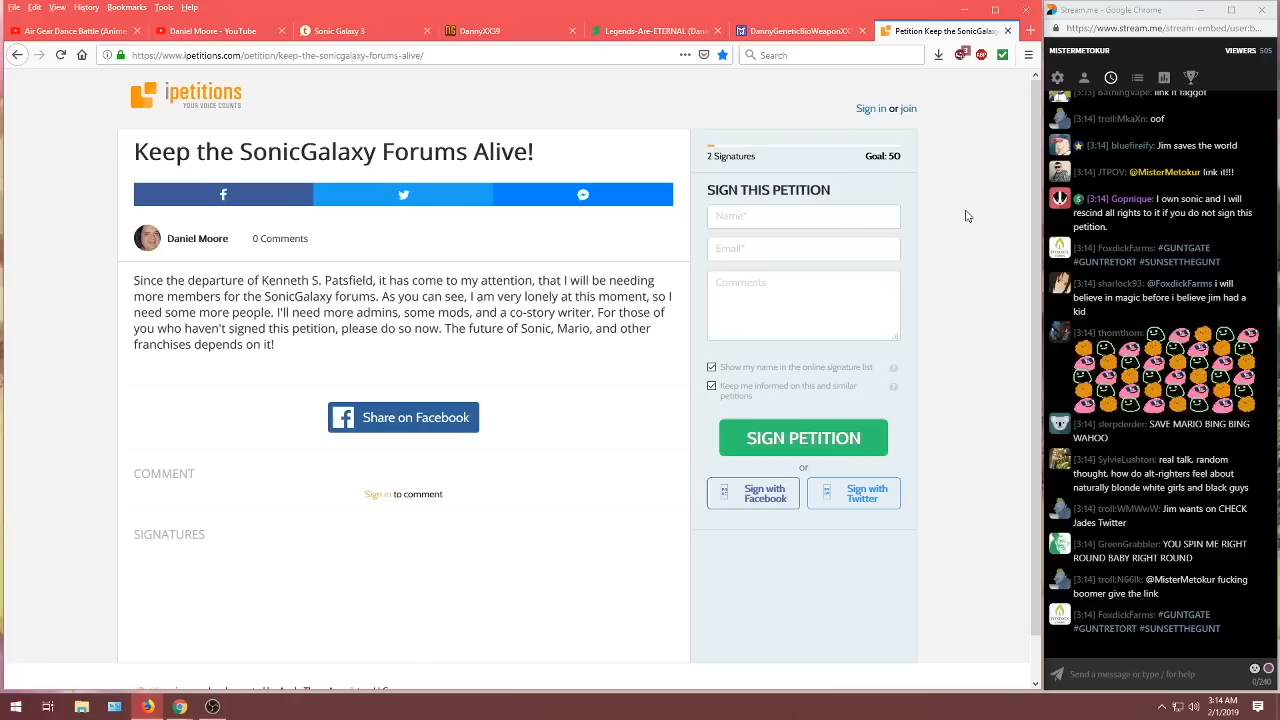 File Edit View History Bookmarks Tools Help
Stream.me - Google Chrome
Air Gear Dance Battle (Anime
Daniel Moore - YouTube
Sonic Galaxy 3
DannyXX9
Legends-Are-ETERNAL (Dani
DannyGeneticBioWeaponXX
Petition Keep the SonicGalaxy
https://www.ipetitions.com/petition/keep-the-sonicgalaxy-forums-alive/
Search
https://www.stream.me/stream-embed/userb...
ipetitions
YOUR VOICE COUNTS
Sign in or join
Keep the SonicGalaxy Forums Alive!
Daniel Moore 0 Comments
Since the departure of Kenneth S. Patsfield, it has come to my attention, that I will be needing
more members for the SonicGalaxy forums. As you can see, I am very lonely at this moment, so I
need some more people. I'll need more admins, some mods, and a co-story writer. For those of
you who haven't signed this petition, please do so now. The future of Sonic, Mario, and other
franchises depends on it!
Share on Facebook
COMMENT
Sign in to comment
SIGNATURES
2 Signatures Goal: 50
SIGN THIS PETITION
Name*
Email*
Comments
Show my name in the online signature list
Keep me informed on this and similar
petitions
SIGN PETITION
or
Sign with
Facebook
Sign with
Twitter
MISTERMETOKUR VIEWERS 505
[3:13] BathingVape: link it faggot
[3:14] troll:MkaXn: oof
[3:14] bluefireify: Jim saves the world
[3:14] JTPOV: @MisterMetokur link it!!!
[3:14] Gopnique: I own sonic and I will
rescind all rights to it if you do not sign this
petition.
[3:14] FoxdickFarms: #GUNTGATE
#GUNTRETORT #SUNSETTHEGUNT
[3:14] sharlock93: @FoxdickFarms i will
believe in magic before i believe jim had a
kid
[3:14] thomthom:
[3:14] slerpderder: SAVE MARIO BING BING
WAHOO
[3:14] SylvieLushton: real talk, random
thought, how do alt-righters feel about
naturally blonde white girls and black guys
[3:14] troll:WMWwW: Jim wants on CHECK
Jades Twitter
[3:14] GreenGrabbler: YOU SPIN ME RIGHT
ROUND BABY RIGHT ROUND
[3:14] troll:N66lk: @MisterMetokur fucking
boomer give the link
[3:14] FoxdickFarms: #GUNTGATE
#GUNTRETORT #SUNSETTHEGUNT
Send a message or type / for help
0/240
3:14 AM
2/1/2019